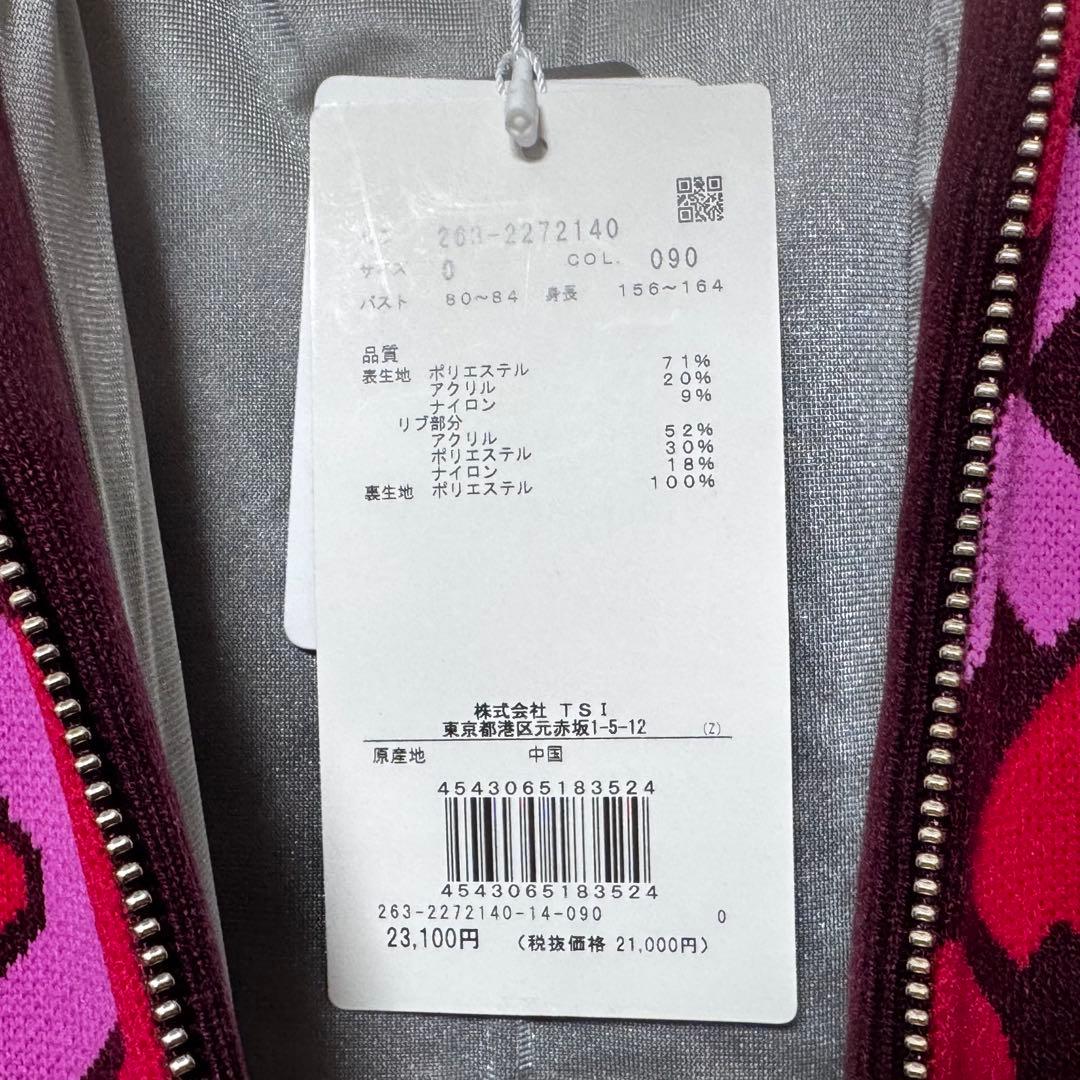 263-2272140
サイズ 0 COL. 090
バスト 80～84 身長 156～164
品質
表生地 ポリエステル 71%
アクリル 20%
ナイロン 9%
リブ部分
アクリル 52%
ポリエステル 30%
ナイロン 18%
裏生地 ポリエステル 100%
株式会社 TSI
東京都港区元赤坂1-5-12 (Z)
原産地 中国
4543065183524
4543065183524
263-2272140-14-090 0
23,100円 (税抜価格 21,000円)